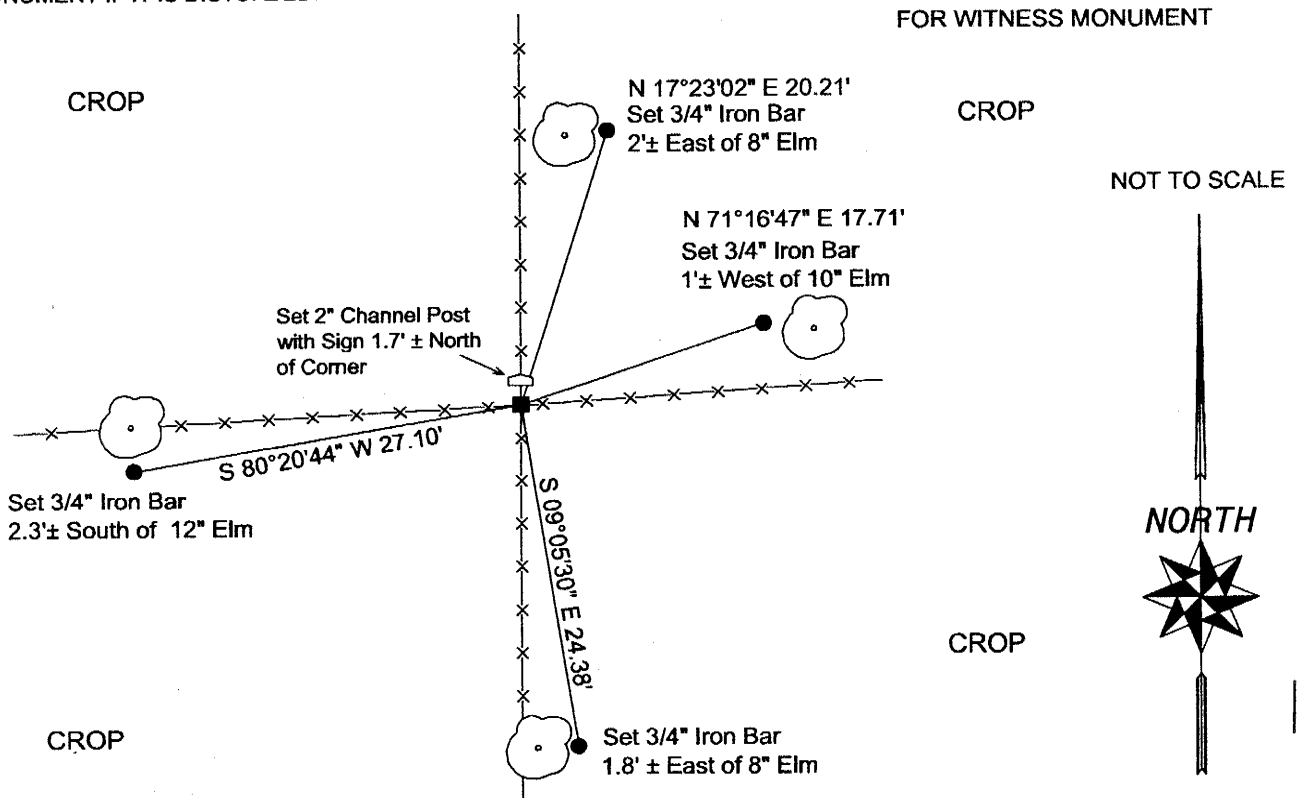 FOR WITNESS MONUMENT
CROP
N 17°23'02" E 20.21'
Set 3/4" Iron Bar
2'± East of 8" Elm
CROP
NOT TO SCALE
N 71°16'47" E 17.71'
Set 3/4" Iron Bar
1'± West of 10" Elm
Set 2" Channel Post
with Sign 1.7' ± North
of Corner
S 80°20'44" W 27.10'
Set 3/4" Iron Bar
2.3'± South of 12" Elm
S 09°05'30" E 24.38'
NORTH
CROP
CROP
Set 3/4" Iron Bar
1.8' ± East of 8" Elm